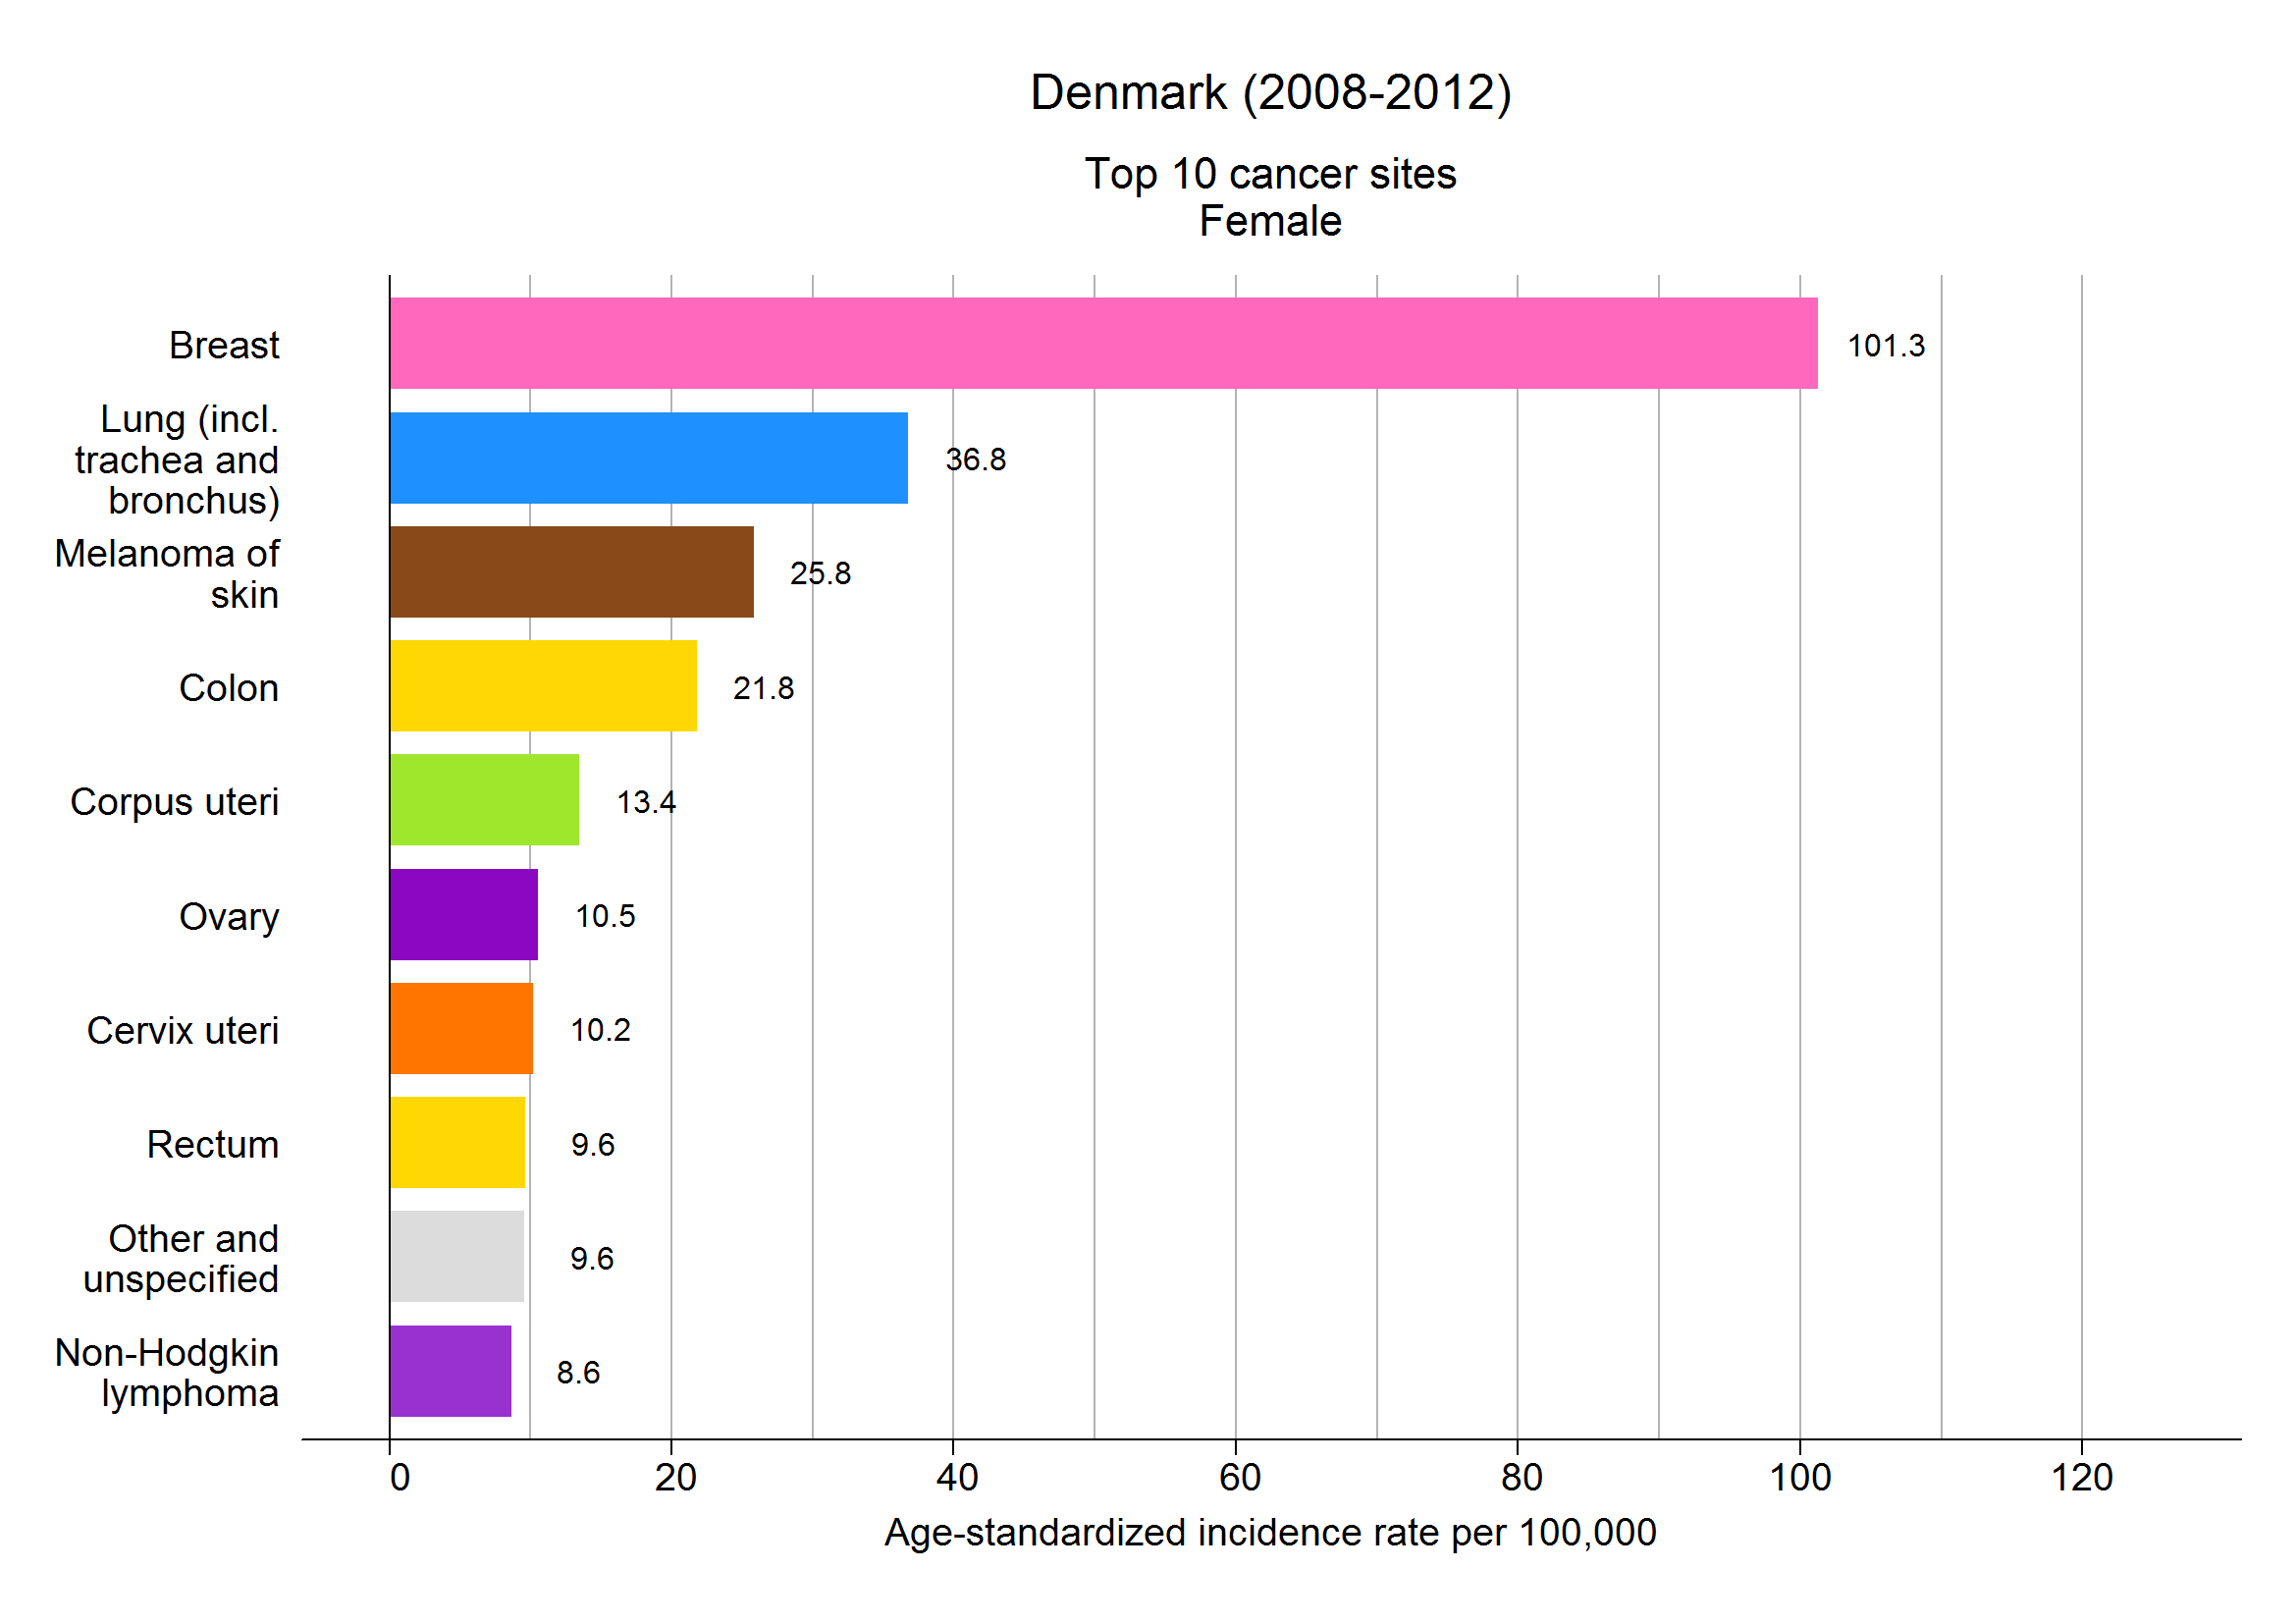 Denmark (2008-2012)
Top 10 cancer sites
Female
Breast
101.3
Lung (incl.
trachea and
bronchus)
36.8
Melanoma of
skin
25.8
Colon
21.8
Corpus uteri
13.4
Ovary
10.5
Cervix uteri
10.2
Rectum
9.6
Other and
unspecified
9.6
Non-Hodgkin
lymphoma
8.6
0 20 40 60 80 100 120
Age-standardized incidence rate per 100,000